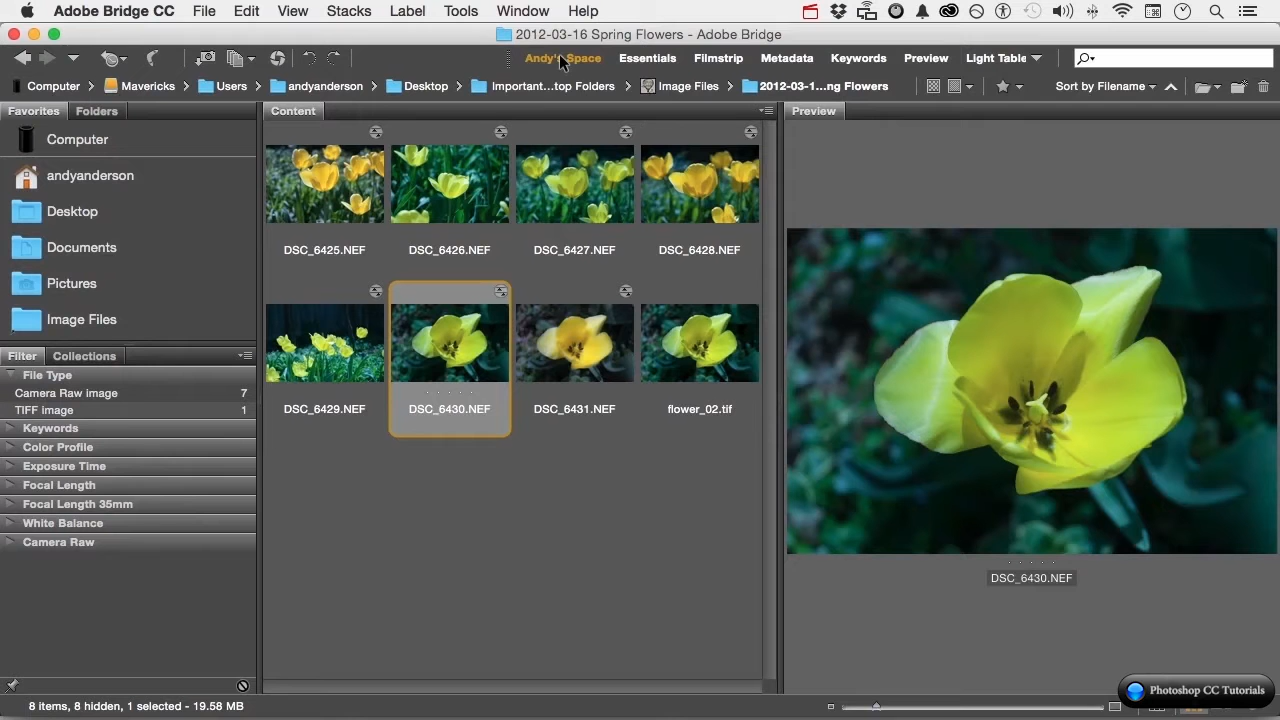 Adobe Bridge CC File Edit View Stacks Label Tools Window Help
2012-03-16 Spring Flowers - Adobe Bridge
Andy's Space Essentials Filmstrip Metadata Keywords Preview Light Table
Computer Mavericks Users andyanderson Desktop Important...top Folders Image Files 2012-03-1...ng Flowers Sort by Filename
Favorites Folders Content Preview
Computer
andyanderson
Desktop
Documents
Pictures
Image Files
Filter Collections
File Type
Camera Raw image 7
TIFF image 1
Keywords
Color Profile
Exposure Time
Focal Length
Focal Length 35mm
White Balance
Camera Raw
DSC_6425.NEF DSC_6426.NEF DSC_6427.NEF DSC_6428.NEF
DSC_6429.NEF DSC_6430.NEF DSC_6431.NEF flower_02.tif
DSC_6430.NEF
Photoshop CC Tutorials
8 items, 8 hidden, 1 selected - 19.58 MB